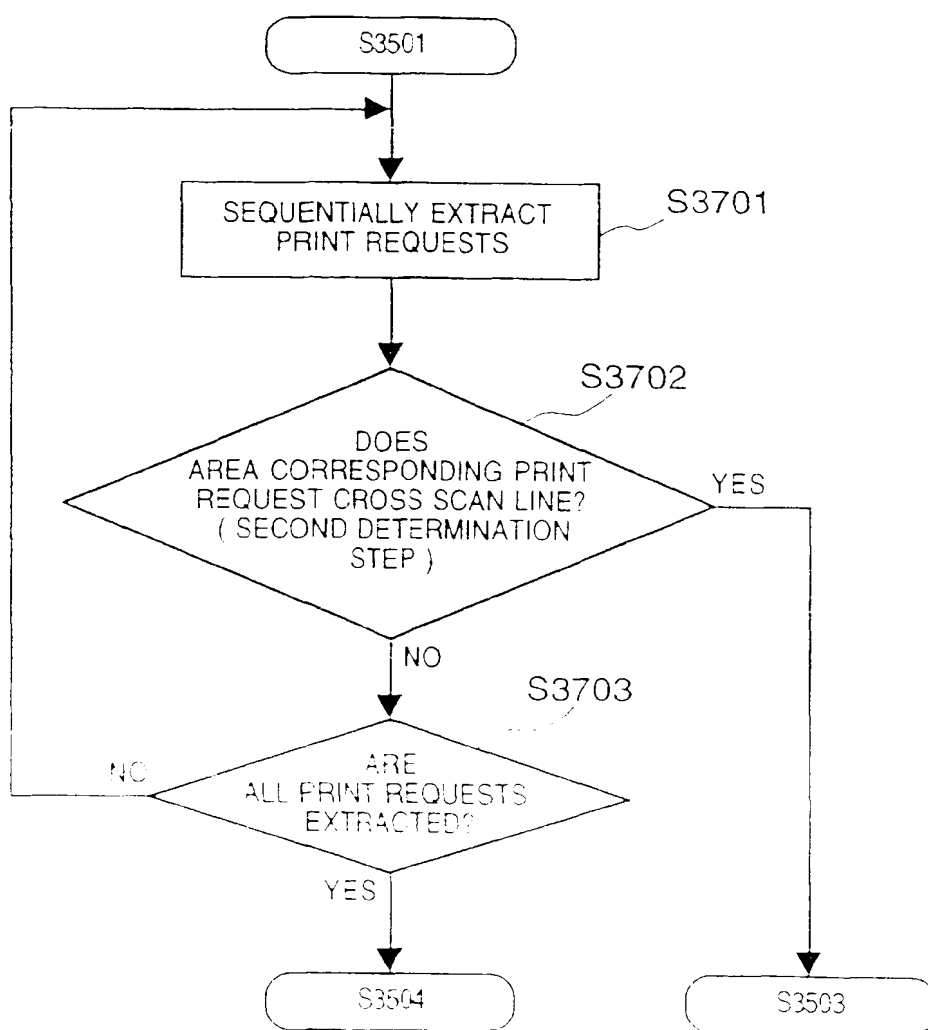 S3501
SEQUENTIALLY EXTRACT
PRINT REQUESTS
S3701
S3702
DOES
AREA CORRESPONDING PRINT
REQUEST CROSS SCAN LINE?
( SECOND DETERMINATION
STEP )
YES
NO
S3703
NO
ARE
ALL PRINT REQUESTS
EXTRACTED?
YES
S3504
S3503